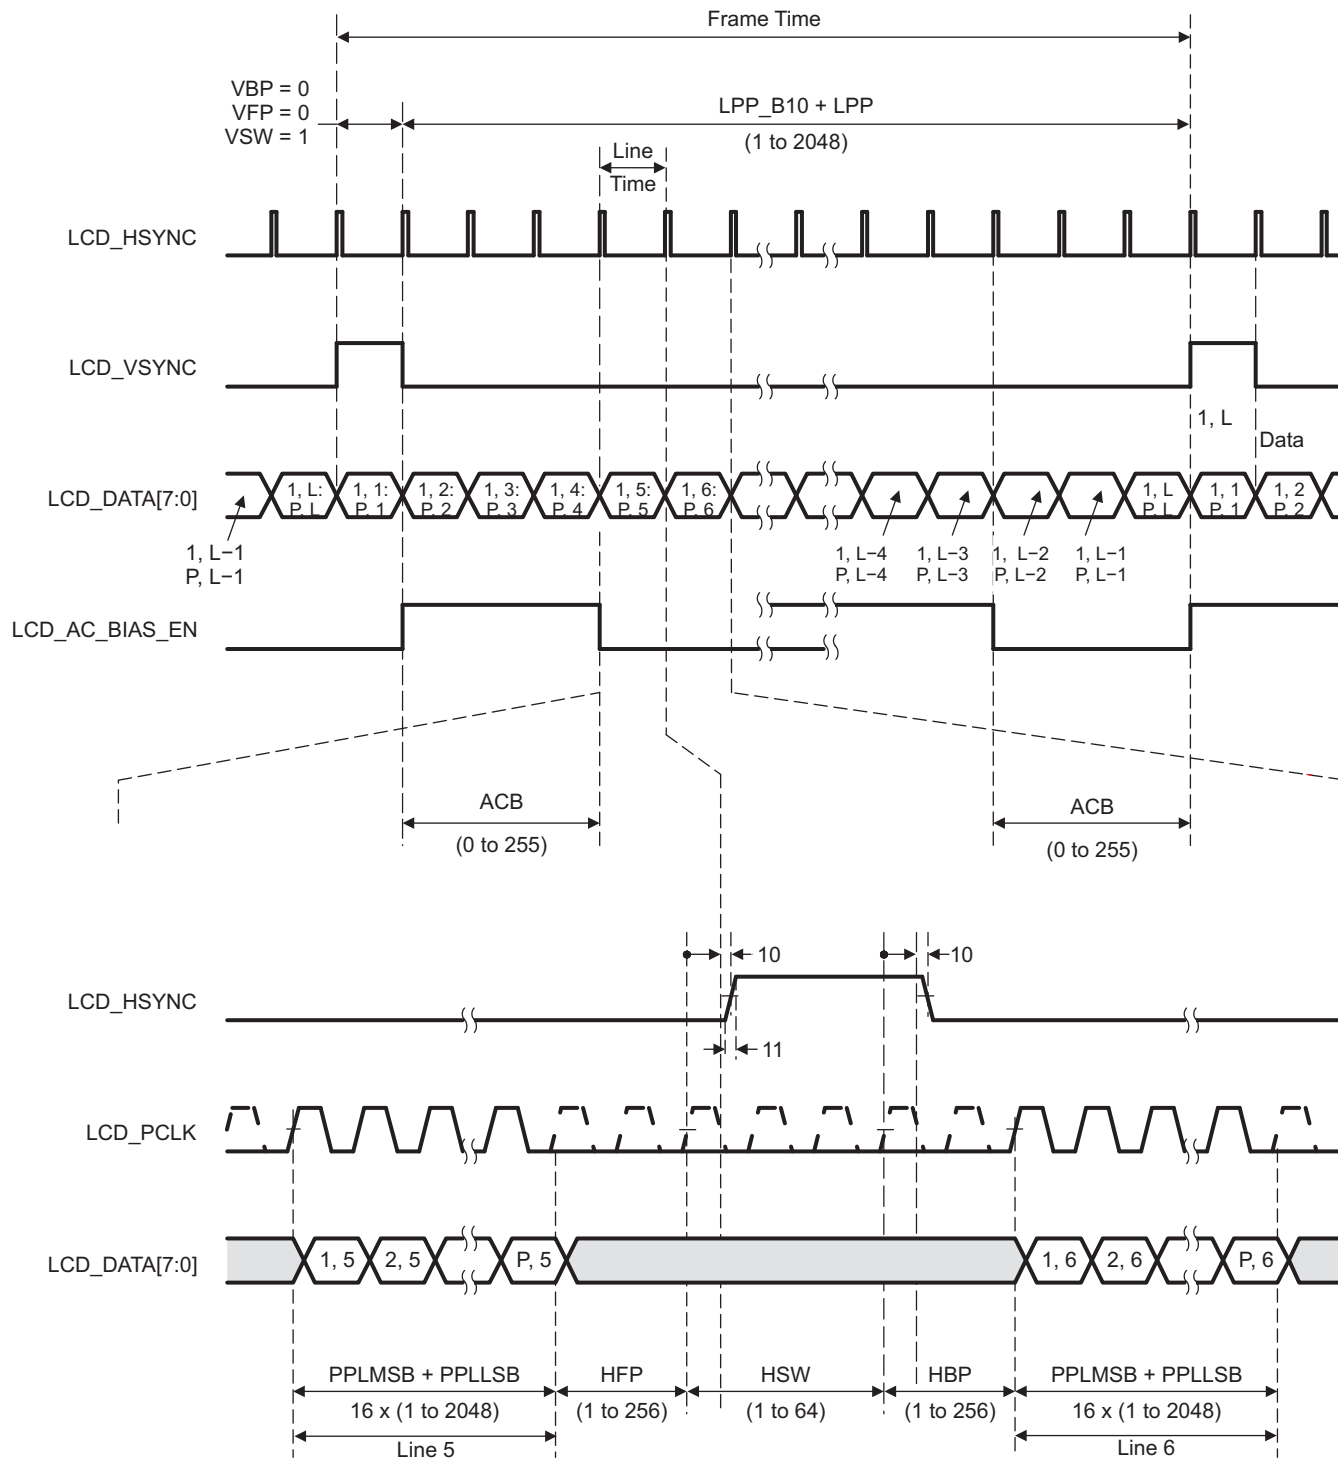 Frame Time
VBP = 0
VFP = 0
VSW = 1
LPP_B10 + LPP
(1 to 2048)
Line
Time
LCD_HSYNC
LCD_VSYNC
1, L
Data
LCD_DATA[7:0]
1, L: 1, 1: 1, 2: 1, 3: 1, 4: 1, 5: 1, 6: 1, L 1, 1 1, 2
P, L P, 1 P, 2 P, 3 P, 4 P, 5 P, 6 P, L P, 1 P, 2
1, L−1 1, L−4 1, L−3 1, L−2 1, L−1
P, L−1 P, L−4 P, L−3 P, L−2 P, L−1
LCD_AC_BIAS_EN
ACB ACB
(0 to 255) (0 to 255)
10 10
LCD_HSYNC
11
LCD_PCLK
LCD_DATA[7:0] 1, 5 2, 5 P, 5 1, 6 2, 6 P, 6
PPLMSB + PPLLSB HFP HSW HBP PPLMSB + PPLLSB
16 x (1 to 2048) (1 to 256) (1 to 64) (1 to 256) 16 x (1 to 2048)
Line 5 Line 6